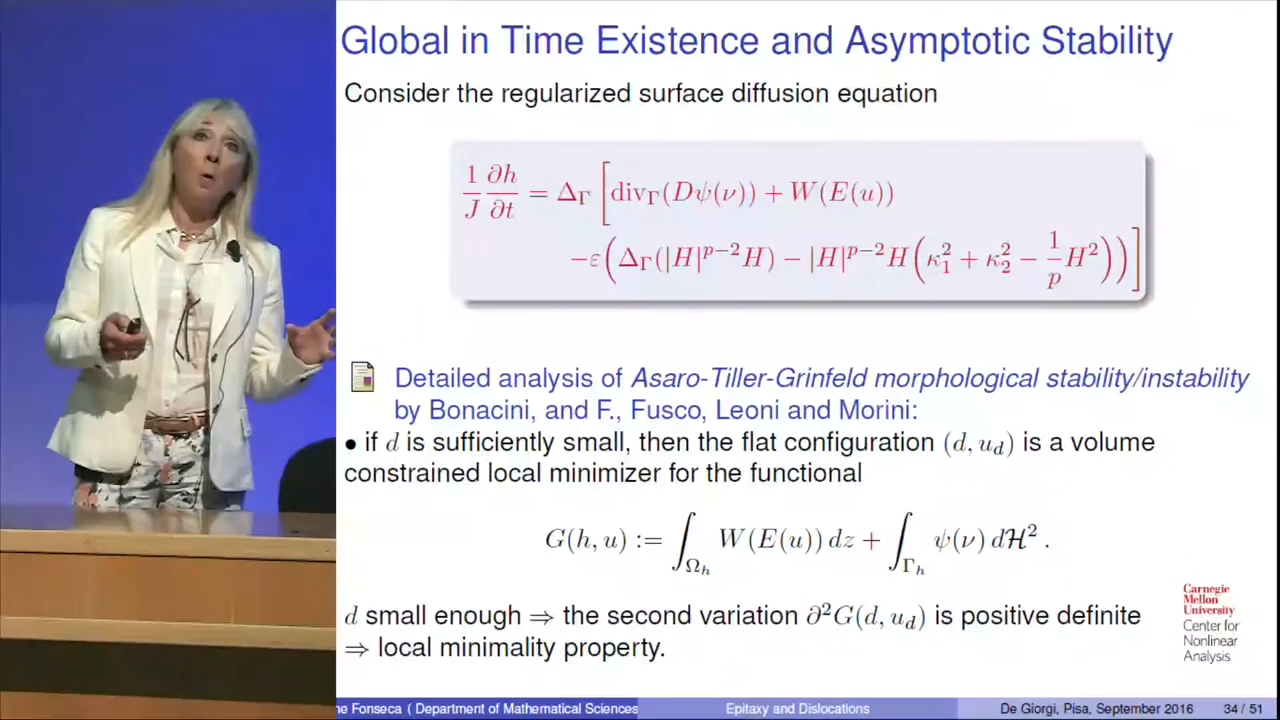 Global in Time Existence and Asymptotic Stability
Consider the regularized surface diffusion equation
1/J ∂h/∂t = Δ_Γ [ div_Γ(Dψ(ν)) + W(E(u))
−ε( Δ_Γ(|H|^{p−2}H) − |H|^{p−2}H( κ_1^2 + κ_2^2 − 1/p H^2 ) ) ]
Detailed analysis of Asaro-Tiller-Grinfeld morphological stability/instability
by Bonacini, and F., Fusco, Leoni and Morini:
• if d is sufficiently small, then the flat configuration (d, u_d) is a volume
constrained local minimizer for the functional
G(h, u) := ∫_{Ω_h} W(E(u)) dz + ∫_{Γ_h} ψ(ν) dℋ^2 .
d small enough ⇒ the second variation ∂^2G(d, u_d) is positive definite
⇒ local minimality property.
Carnegie
Mellon
University
Center for
Nonlinear
Analysis
ne Fonseca ( Department of Mathematical Sciences
Epitaxy and Dislocations
De Giorgi, Pisa, September 2016 34 / 51